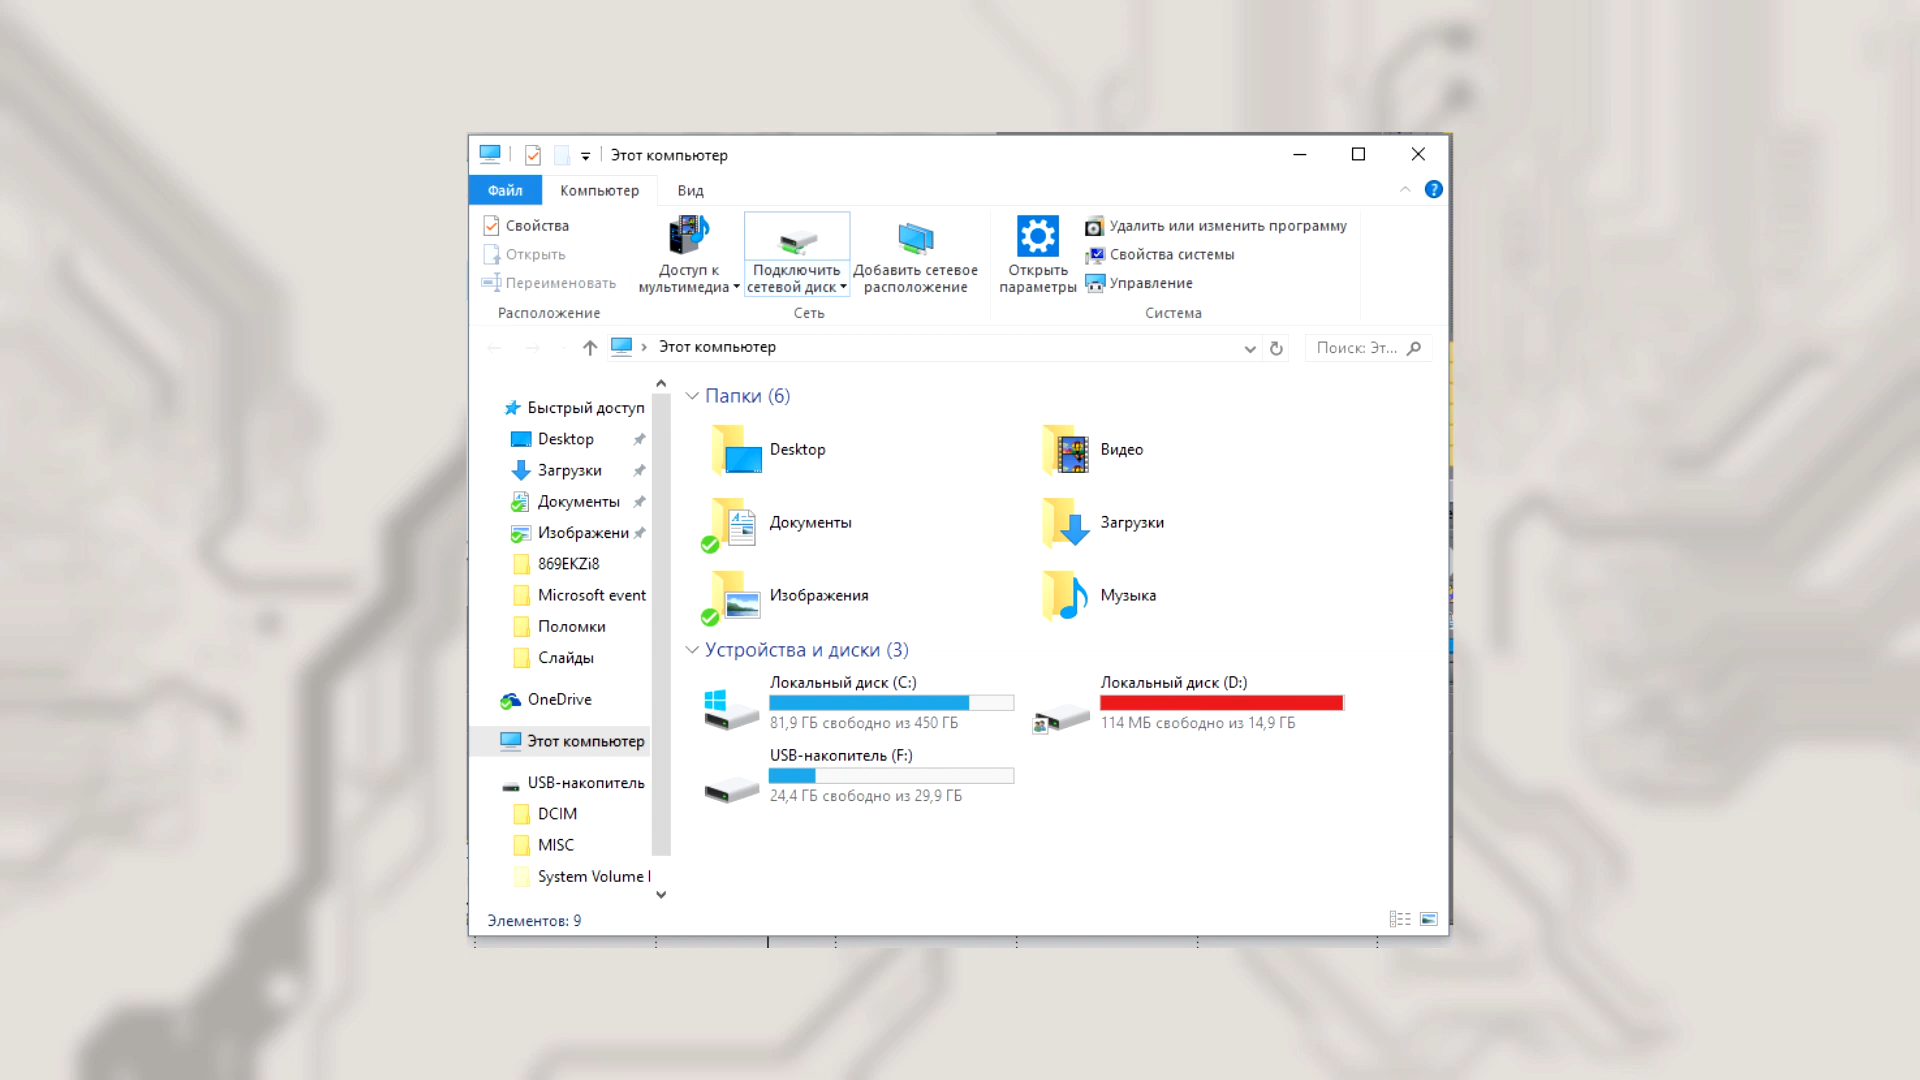 Этот компьютер
Файл
Компьютер
Вид
Свойства
Открыть
Переименовать
Расположение
Доступ к
мультимедиа
Подключить
сетевой диск
Добавить сетевое
расположение
Сеть
Открыть
параметры
Удалить или изменить программу
Свойства системы
Управление
Система
Этот компьютер
Поиск: Эт...
Быстрый доступ
Desktop
Загрузки
Документы
Изображени
869EKZi8
Microsoft event
Поломки
Слайды
OneDrive
Этот компьютер
USB-накопитель
DCIM
MISC
System Volume I
Папки (6)
Desktop
Видео
Документы
Загрузки
Изображения
Музыка
Устройства и диски (3)
Локальный диск (C:)
81,9 ГБ свободно из 450 ГБ
Локальный диск (D:)
114 МБ свободно из 14,9 ГБ
USB-накопитель (F:)
24,4 ГБ свободно из 29,9 ГБ
Элементов: 9